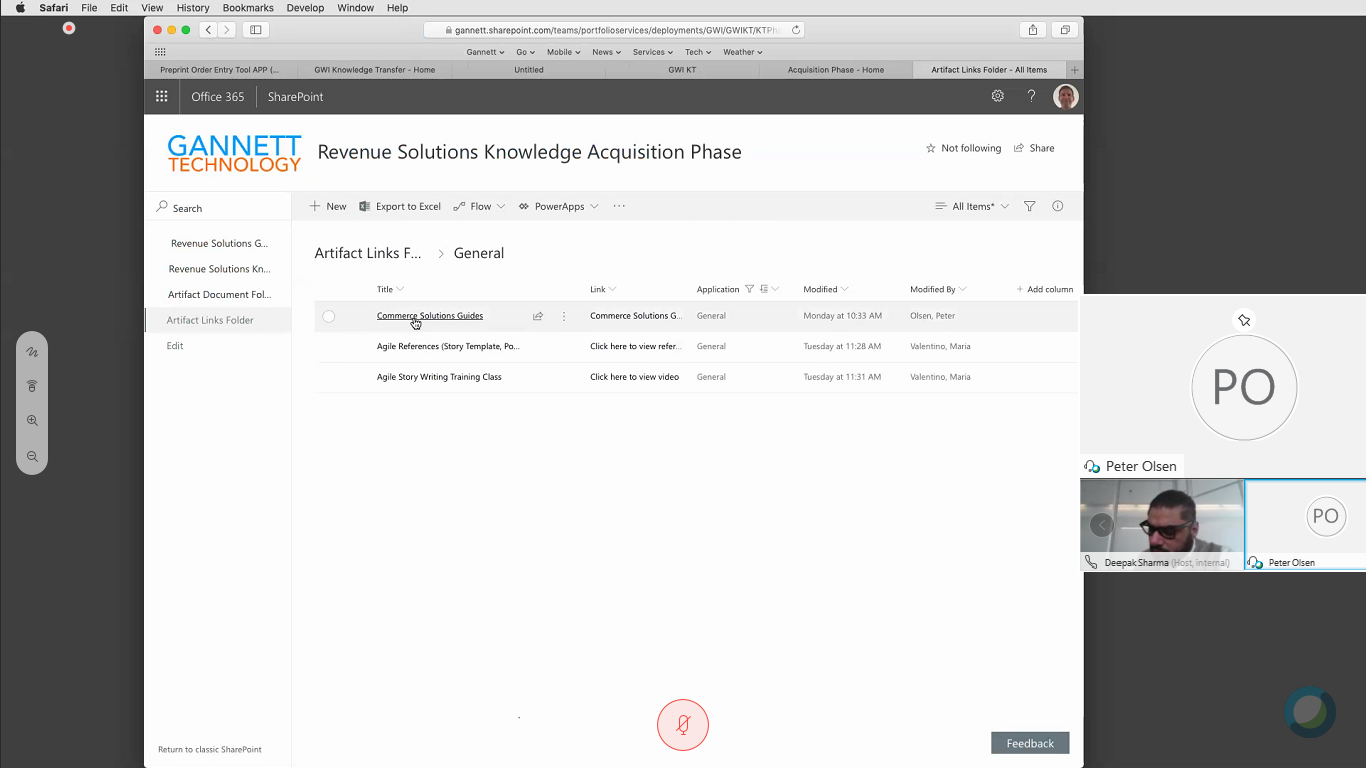 Safari File Edit View History Bookmarks Develop Window Help
gannett.sharepoint.com/teams/portfolioservices/deployments/GWI/GWIKT/KTPh
Gannett Go Mobile News Services Tech Weather
Preprint Order Entry Tool APP (... GWI Knowledge Transfer - Home Untitled GWI KT Acquisition Phase - Home Artifact Links Folder - All Items
Office 365 SharePoint ?
GANNETT
TECHNOLOGY
Revenue Solutions Knowledge Acquisition Phase
Not following Share
Search
New Export to Excel Flow PowerApps ... All Items*
Revenue Solutions G...
Revenue Solutions Kn...
Artifact Document Fol...
Artifact Links Folder
Edit
Artifact Links F... > General
Title Link Application Modified Modified By + Add column
Commerce Solutions Guides Commerce Solutions G... General Monday at 10:33 AM Olsen, Peter
Agile References (Story Template, Po... Click here to view refer... General Tuesday at 11:28 AM Valentino, Maria
Agile Story Writing Training Class Click here to view video General Tuesday at 11:31 AM Valentino, Maria
PO
Peter Olsen
PO
Deepak Sharma (Host, internal)
Peter Olsen
Return to classic SharePoint
Feedback